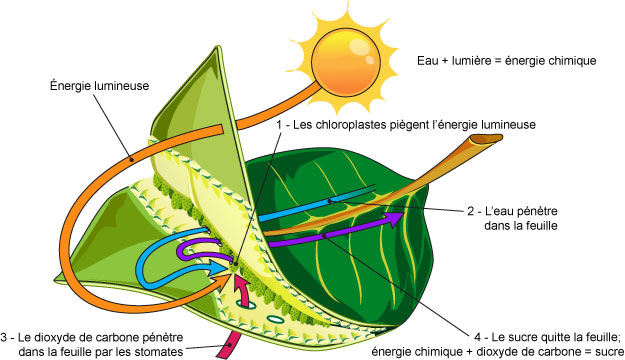 Eau + lumière = énergie chimique
Énergie lumineuse
1 - Les chloroplastes piègent l'énergie lumineuse
2 - L'eau pénètre
dans la feuille
3 - Le dioxyde de carbone pénètre
dans la feuille par les stomates
4 - Le sucre quitte la feuille;
énergie chimique + dioxyde de carbone = sucre